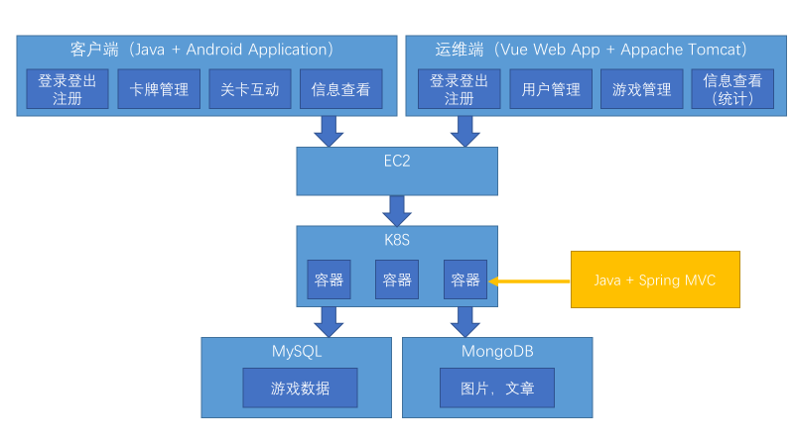 客户端（Java + Android Application）
登录登出
注册
卡牌管理
关卡互动
信息查看
运维端（Vue Web App + Appache Tomcat）
登录登出
注册
用户管理
游戏管理
信息查看
（统计）
EC2
K8S
容器
容器
容器
Java + Spring MVC
MySQL
游戏数据
MongoDB
图片，文章